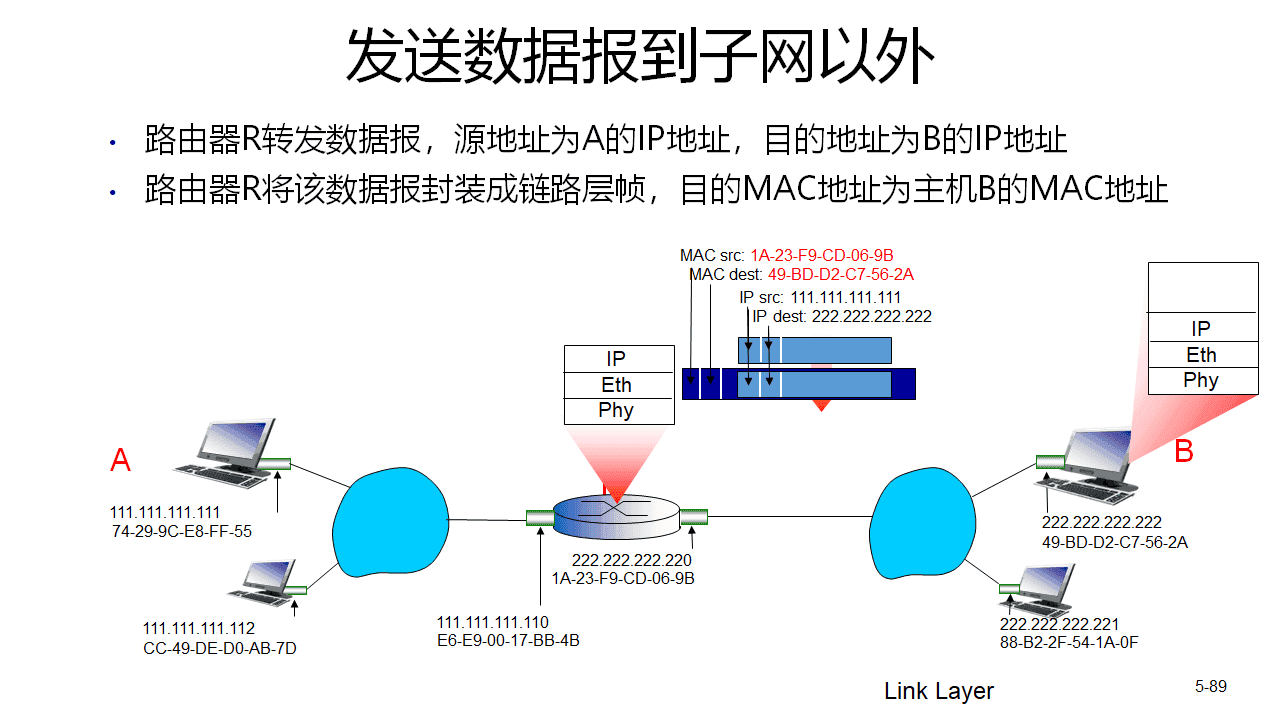 发送数据报到子网以外
• 路由器R转发数据报，源地址为A的IP地址，目的地址为B的IP地址
• 路由器R将该数据报封装成链路层帧，目的MAC地址为主机B的MAC地址
MAC src: 1A-23-F9-CD-06-9B
MAC dest: 49-BD-D2-C7-56-2A
IP src: 111.111.111.111
IP dest: 222.222.222.222
IP
Eth
Phy
IP
Eth
Phy
A
B
111.111.111.111
74-29-9C-E8-FF-55
222.222.222.222
49-BD-D2-C7-56-2A
222.222.222.220
1A-23-F9-CD-06-9B
111.111.111.112
CC-49-DE-D0-AB-7D
111.111.111.110
E6-E9-00-17-BB-4B
222.222.222.221
88-B2-2F-54-1A-0F
Link Layer
5-89